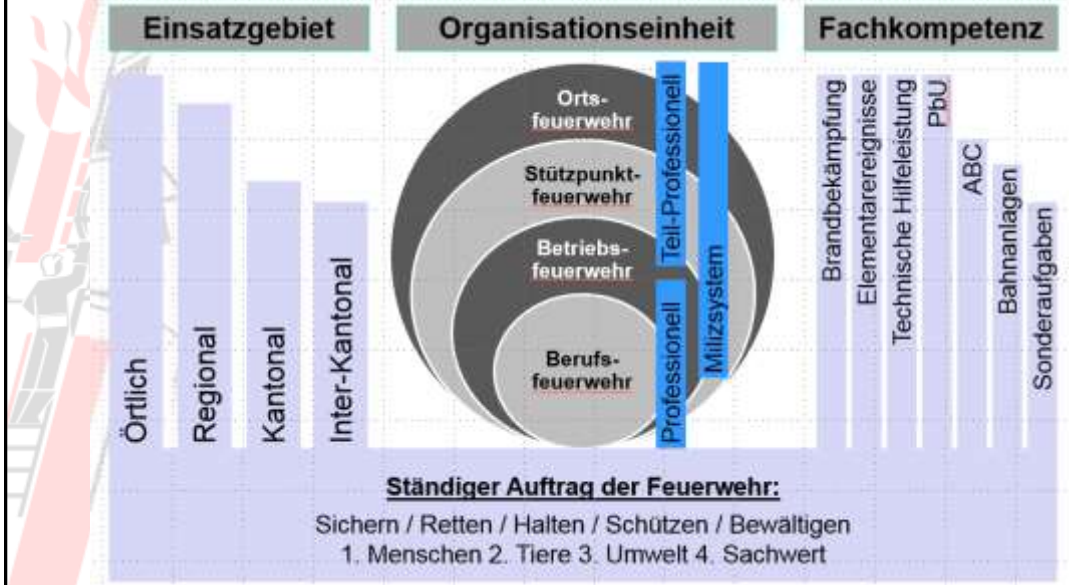 Einsatzgebiet
Organisationseinheit
Fachkompetenz
Örtlich
Regional
Kantonal
Inter-Kantonal
Orts-
feuerwehr
Stützpunkt-
feuerwehr
Betriebs-
feuerwehr
Berufs-
feuerwehr
Teil-Professionell
Professionell
Milizsystem
Brandbekämpfung
Elementarereignisse
Technische Hilfeleistung
PbU
ABC
Bahnanlagen
Sonderaufgaben
Ständiger Auftrag der Feuerwehr:
Sichern / Retten / Halten / Schützen / Bewältigen
1. Menschen 2. Tiere 3. Umwelt 4. Sachwert